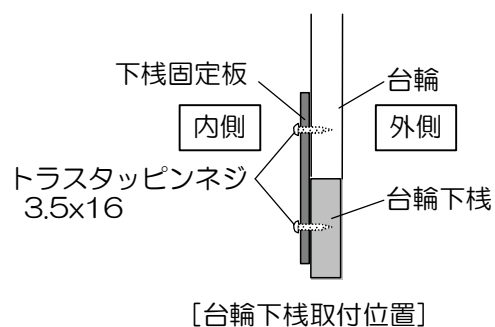 下桟固定板
台輪
内側
外側
トラスタッピンネジ
3.5x16
台輪下桟
[台輪下桟取付位置]